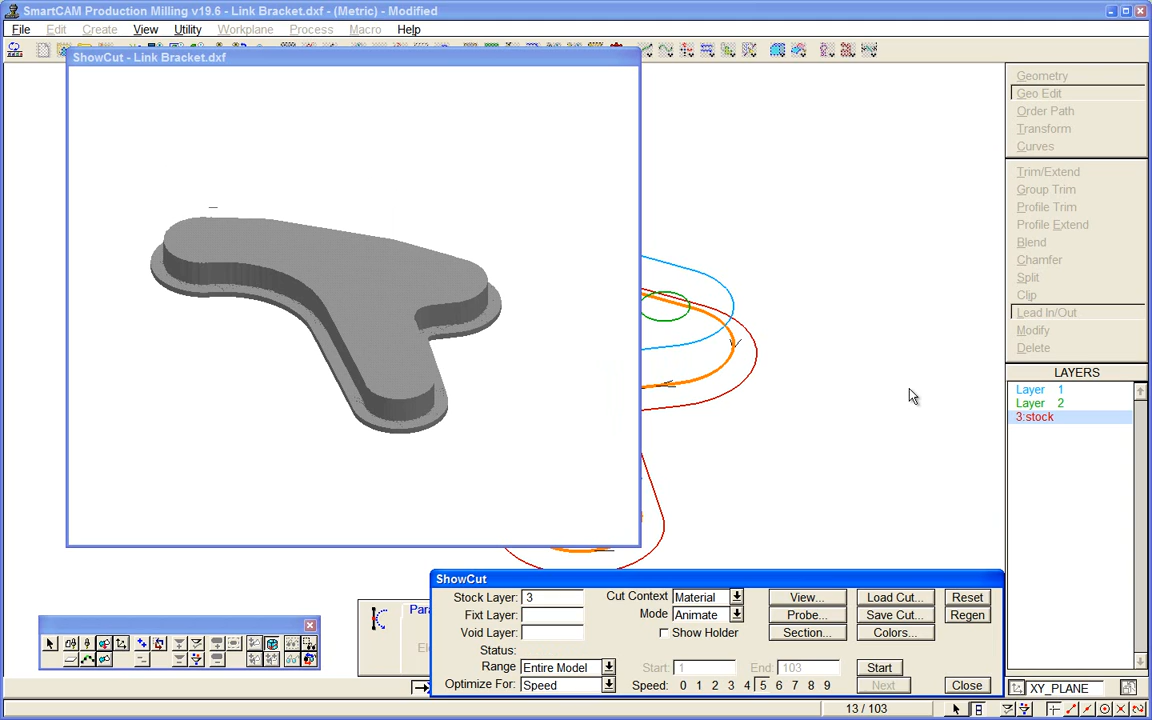 SmartCAM Production Milling v19.6 - Link Bracket.dxf - (Metric) - Modified
File Edit Create View Utility Workplane Process Macro Help
ShowCut - Link Bracket.dxf
Geometry
Geo Edit
Order Path
Transform
Curves
Trim/Extend
Group Trim
Profile Trim
Profile Extend
Blend
Chamfer
Split
Clip
Lead In/Out
Modify
Delete
LAYERS
Layer 1
Layer 2
3:stock
ShowCut
Stock Layer: 3 Cut Context Material View... Load Cut... Reset
Fixt Layer: Mode Animate Probe... Save Cut... Regen
Void Layer: Show Holder Section... Colors...
Status:
Range Entire Model Start: 1 End: 103 Start
Optimize For: Speed Speed: 0 1 2 3 4 5 6 7 8 9 Next Close
XY_PLANE
13 / 103